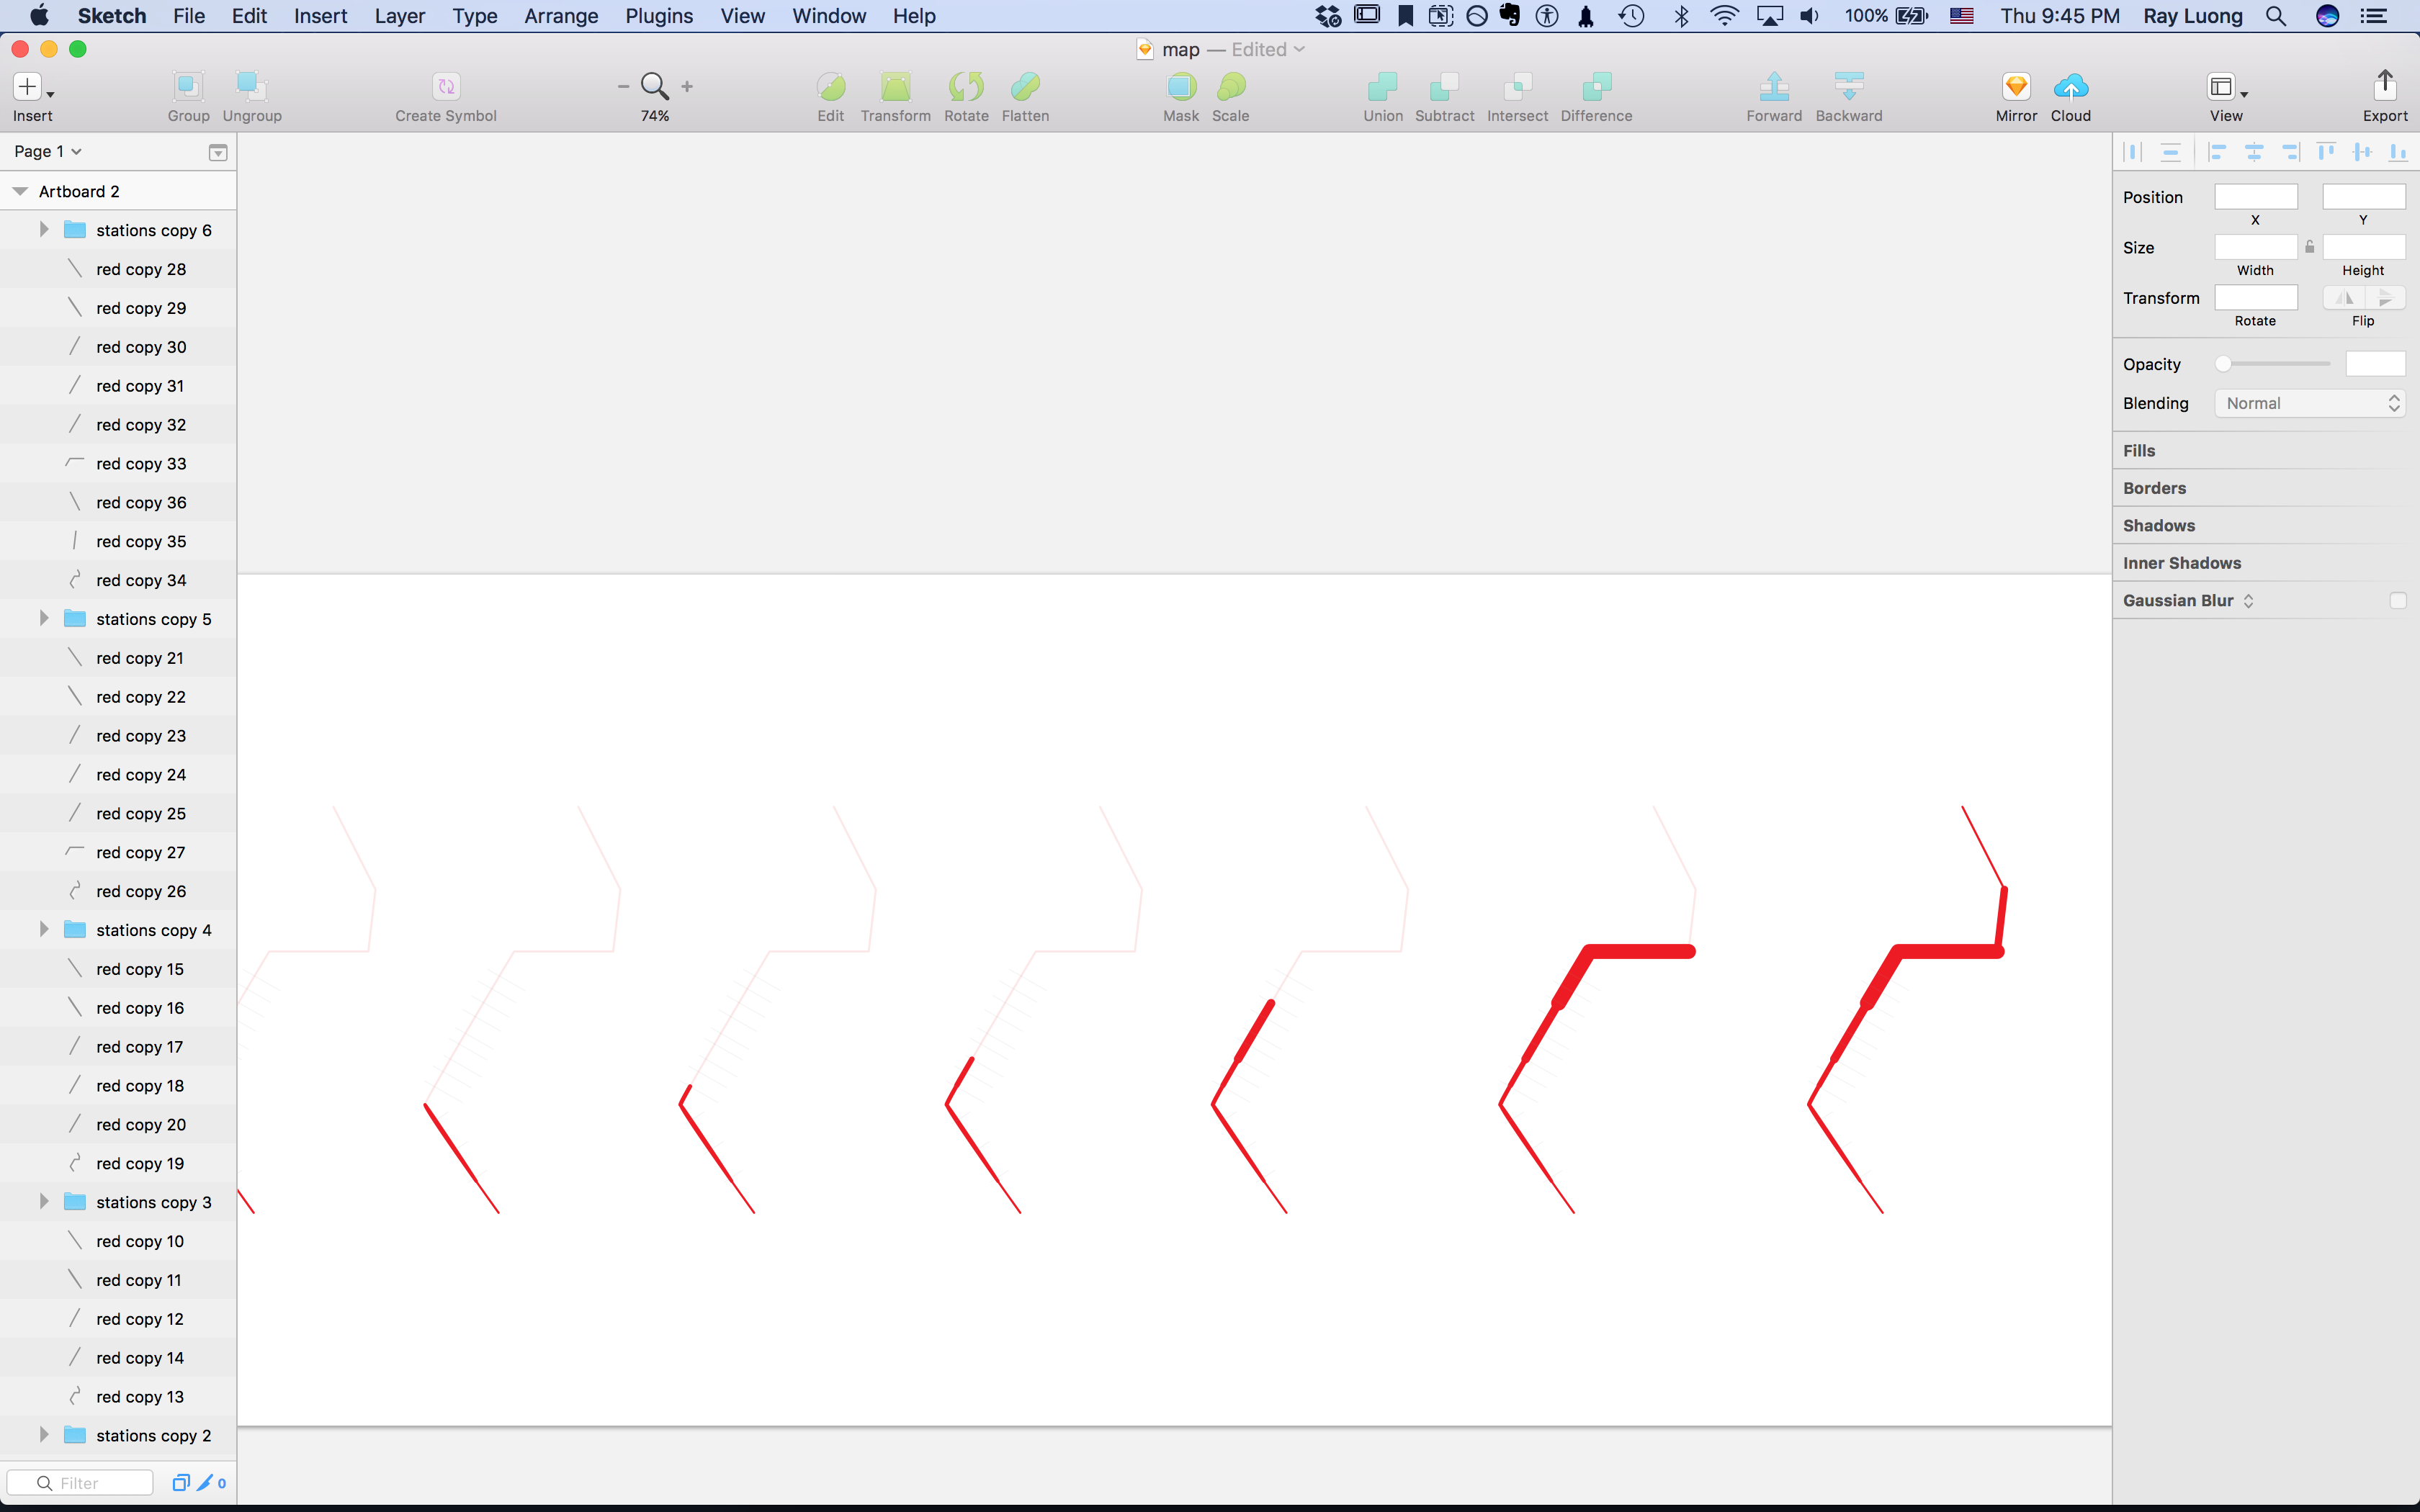 Sketch File Edit Insert Layer Type Arrange Plugins View Window Help 100% Thu 9:45 PM Ray Luong
map — Edited
Insert Group Ungroup Create Symbol 74% Edit Transform Rotate Flatten Mask Scale Union Subtract Intersect Difference Forward Backward Mirror Cloud View Export
Page 1
Artboard 2
stations copy 6
red copy 28
red copy 29
red copy 30
red copy 31
red copy 32
red copy 33
red copy 36
red copy 35
red copy 34
stations copy 5
red copy 21
red copy 22
red copy 23
red copy 24
red copy 25
red copy 27
red copy 26
stations copy 4
red copy 15
red copy 16
red copy 17
red copy 18
red copy 20
red copy 19
stations copy 3
red copy 10
red copy 11
red copy 12
red copy 14
red copy 13
stations copy 2
Filter 0
Position
X Y
Size
Width Height
Transform
Rotate Flip
Opacity
Blending Normal
Fills
Borders
Shadows
Inner Shadows
Gaussian Blur